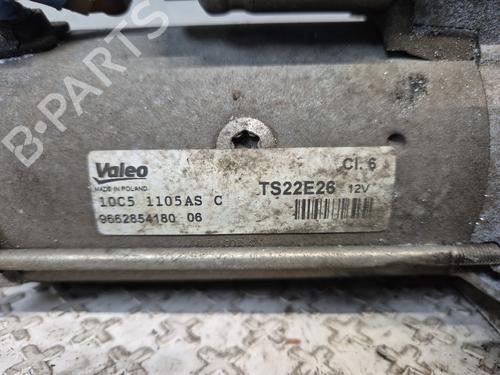 B-PARTS
Valeo
MADE IN POLAND
Cl. 6
10C5 1105AS C
TS22E26 12V
9662854180 06